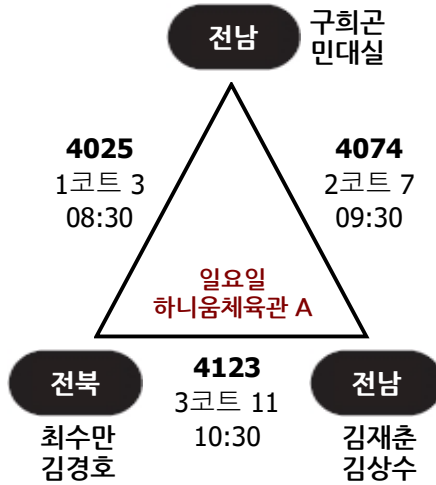 전남
구희곤
민대실
4025
1코트 3
08:30
4074
2코트 7
09:30
일요일
하니움체육관 A
전북
최수만
김경호
4123
3코트 11
10:30
전남
김재춘
김상수